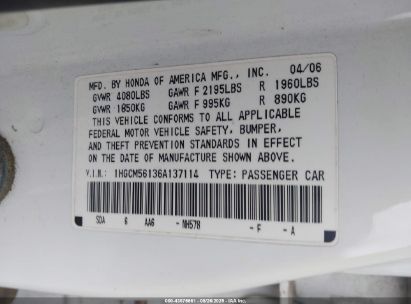 MFD. BY HONDA OF AMERICA MFG., INC. 04/06
GVWR 4080LBS GAWR F 2195LBS R 1960LBS
GVWR 1850KG GAWR F 995KG R 890KG
THIS VEHICLE CONFORMS TO ALL APPLICABLE
FEDERAL MOTOR VEHICLE SAFETY, BUMPER,
AND THEFT PREVENTION STANDARDS IN EFFECT
ON THE DATE OF MANUFACTURE SHOWN ABOVE.
V.I.N.: 1HGCM56136A137114 TYPE: PASSENGER CAR
SDA 6 AA6 -NH578 -F -A